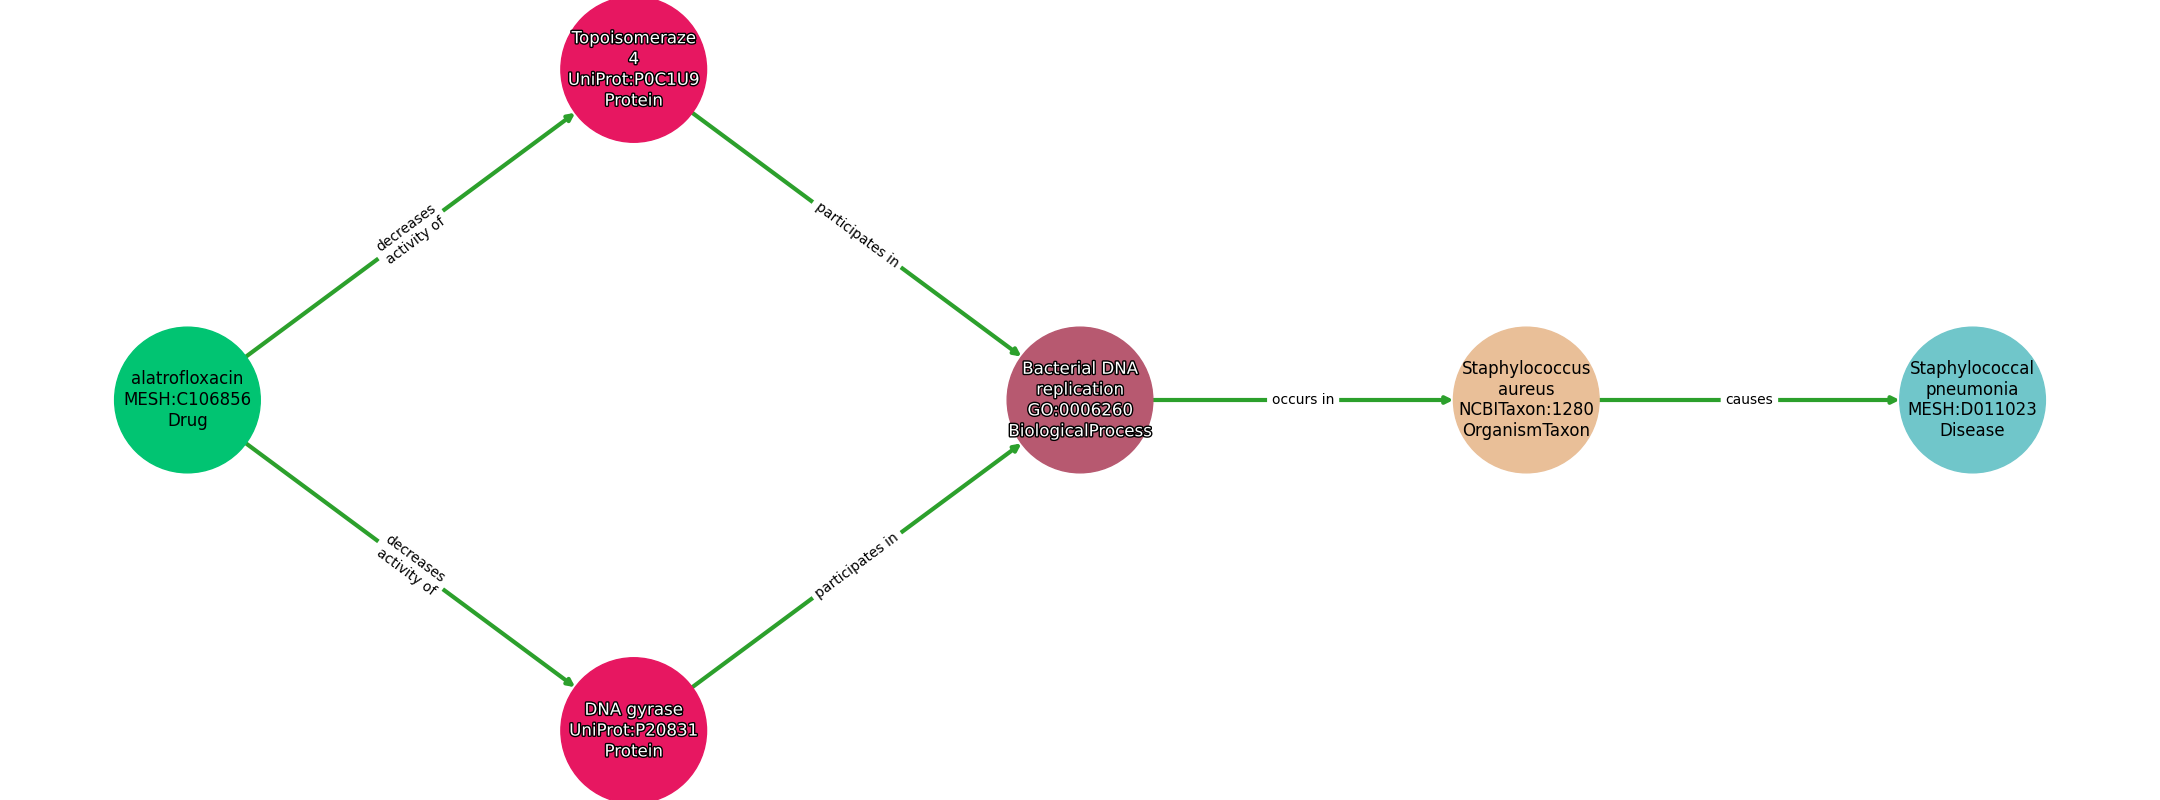 Topoisomeraze
4
UniProt:P0C1U9
Protein
decreases
activity of
participates in
alatrofloxacin
MESH:C106856
Drug
Bacterial DNA
replication
GO:0006260
BiologicalProcess
occurs in
Staphylococcus
aureus
NCBITaxon:1280
OrganismTaxon
causes
Staphylococcal
pneumonia
MESH:D011023
Disease
decreases
activity of
participates in
DNA gyrase
UniProt:P20831
Protein